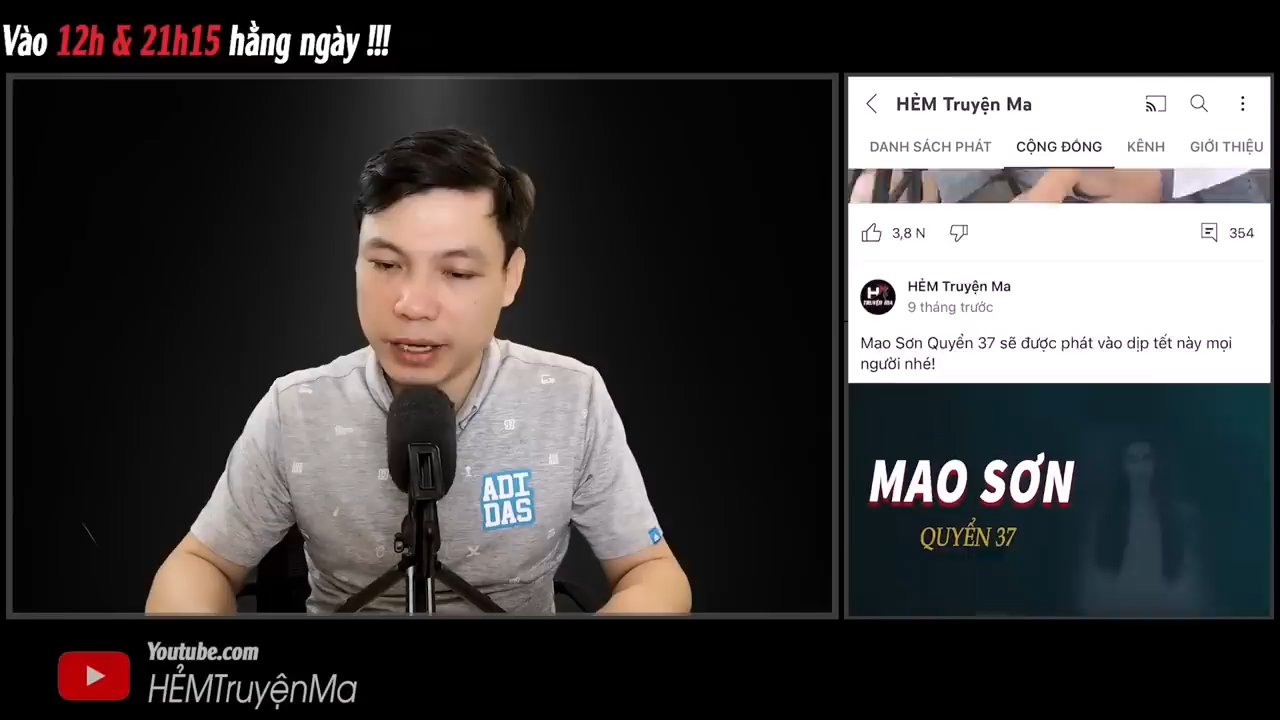 Vào 12h & 21h15 hằng ngày !!!
HẺM Truyện Ma
DANH SÁCH PHÁT CỘNG ĐỒNG KÊNH GIỚI THIỆU
3,8 N 354
HẺM Truyện Ma
9 tháng trước
Mao Sơn Quyển 37 sẽ được phát vào dịp tết này mọi
người nhé!
MAO SƠN
QUYỂN 37
ADI
DAS
Youtube.com
HẺMTruyệnMa